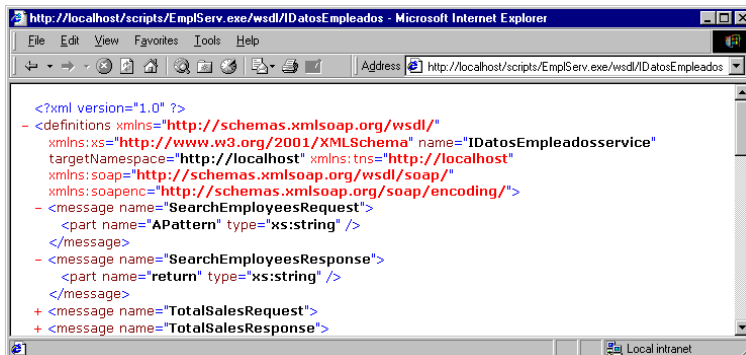 http://localhost/scripts/EmplServ.exe/wsdl/IDatosEmpleados - Microsoft Internet Explorer
File Edit View Favorites Tools Help
Address http://localhost/scripts/EmplServ.exe/wsdl/IDatosEmpleados
<?xml version="1.0" ?>
- <definitions xmlns="http://schemas.xmlsoap.org/wsdl/"
xmlns:xs="http://www.w3.org/2001/XMLSchema" name="IDatosEmpleadosservice"
targetNamespace="http://localhost" xmlns:tns="http://localhost"
xmlns:soap="http://schemas.xmlsoap.org/wsdl/soap/"
xmlns:soapenc="http://schemas.xmlsoap.org/soap/encoding/">
- <message name="SearchEmployeesRequest">
<part name="APattern" type="xs:string" />
</message>
- <message name="SearchEmployeesResponse">
<part name="return" type="xs:string" />
</message>
+ <message name="TotalSalesRequest">
+ <message name="TotalSalesResponse">
Local intranet